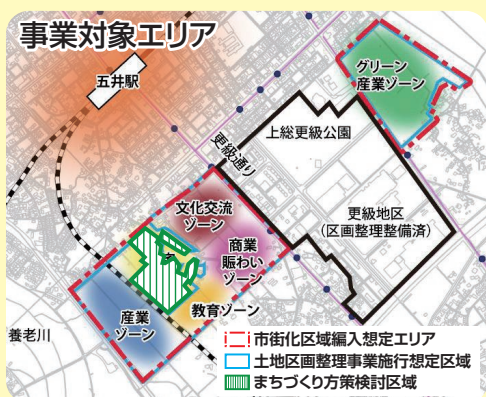 事業対象エリア
五井駅
グリーン
産業ゾーン
上総更級公園
更級通り
更級地区
(区画整理整備済)
文化交流
ゾーン
商業
賑わい
ゾーン
教育ゾーン
産業
ゾーン
養老川
市街化区域編入想定エリア
土地区画整理事業施行想定区域
まちづくり方策検討区域